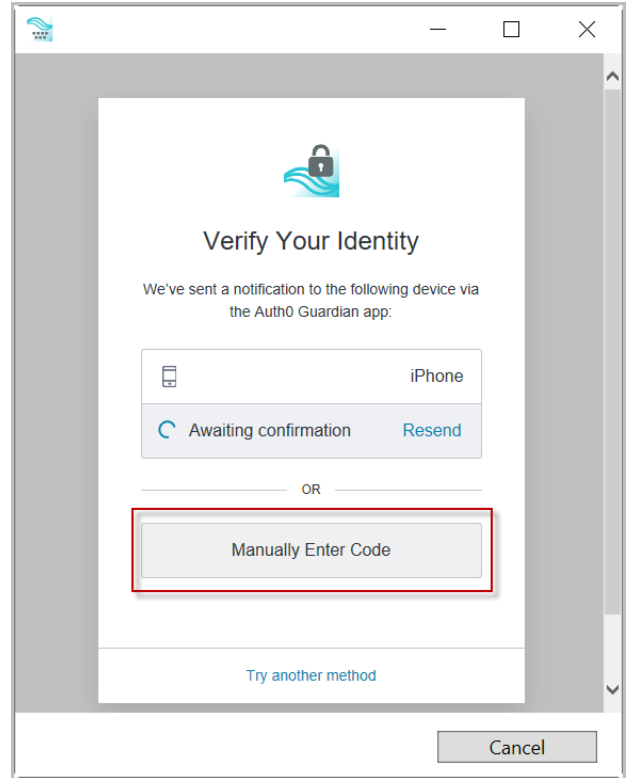 Verify Your Identity
We've sent a notification to the following device via
the Auth0 Guardian app:
iPhone
Awaiting confirmation Resend
OR
Manually Enter Code
Try another method
Cancel